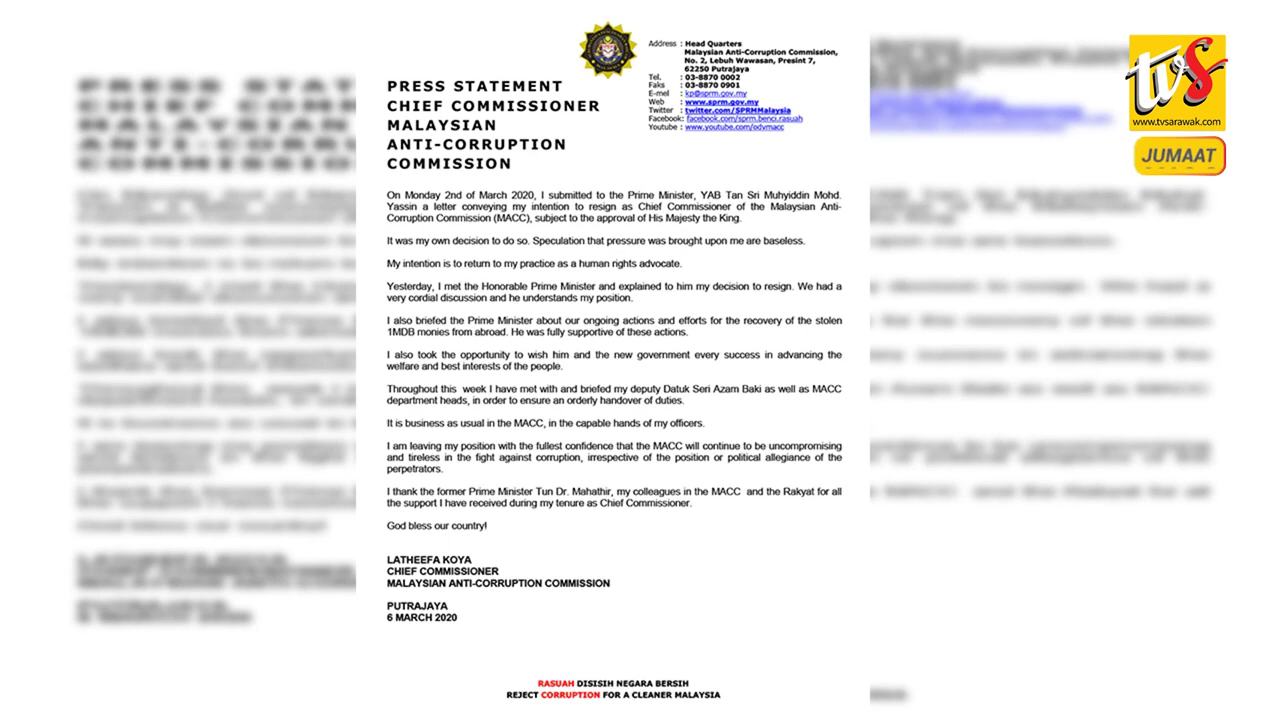 Address : Head Quarters
Malaysian Anti-Corruption Commission,
No. 2, Lebuh Wawasan, Presint 7,
62250 Putrajaya
Tel. : 03-8870 0002
Faks : 03-8870 0901
E-mel : kp@sprm.gov.my
Web : www.sprm.gov.my
Twitter : twitter.com/SPRMMalaysia
Facebook: facebook.com/sprm.benci.rasuah
Youtube : www.youtube.com/odvmacc
PRESS STATEMENT
CHIEF COMMISSIONER
MALAYSIAN
ANTI-CORRUPTION
COMMISSION
On Monday 2nd of March 2020, I submitted to the Prime Minister, YAB Tan Sri Muhyiddin Mohd.
Yassin a letter conveying my intention to resign as Chief Commissioner of the Malaysian Anti-
Corruption Commission (MACC), subject to the approval of His Majesty the King.
It was my own decision to do so. Speculation that pressure was brought upon me are baseless.
My intention is to return to my practice as a human rights advocate.
Yesterday, I met the Honorable Prime Minister and explained to him my decision to resign. We had a
very cordial discussion and he understands my position.
I also briefed the Prime Minister about our ongoing actions and efforts for the recovery of the stolen
1MDB monies from abroad. He was fully supportive of these actions.
I also took the opportunity to wish him and the new government every success in advancing the
welfare and best interests of the people.
Throughout this week I have met with and briefed my deputy Datuk Seri Azam Baki as well as MACC
department heads, in order to ensure an orderly handover of duties.
It is business as usual in the MACC, in the capable hands of my officers.
I am leaving my position with the fullest confidence that the MACC will continue to be uncompromising
and tireless in the fight against corruption, irrespective of the position or political allegiance of the
perpetrators.
I thank the former Prime Minister Tun Dr. Mahathir, my colleagues in the MACC and the Rakyat for all
the support I have received during my tenure as Chief Commissioner.
God bless our country!
LATHEEFA KOYA
CHIEF COMMISSIONER
MALAYSIAN ANTI-CORRUPTION COMMISSION
PUTRAJAYA
6 MARCH 2020
RASUAH DISISIH NEGARA BERSIH
REJECT CORRUPTION FOR A CLEANER MALAYSIA
tvS
www.tvsarawak.com
JUMAAT